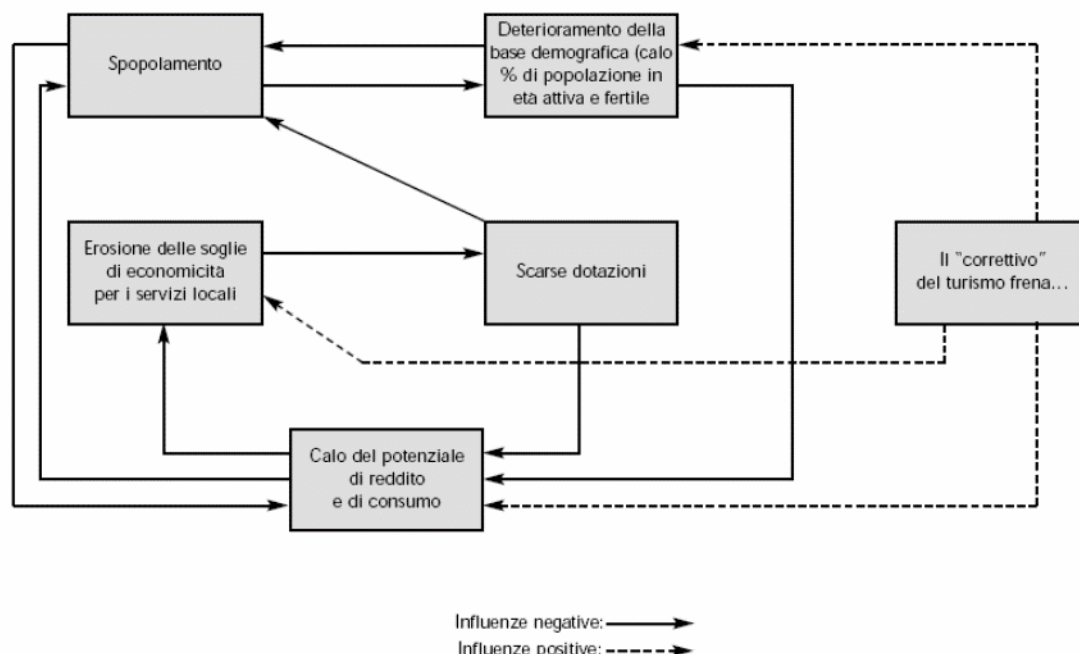 Spopolamento
Deterioramento della
base demografica (calo
% di popolazione in
età attiva e fertile
Erosione delle soglie
di economicità
per i servizi locali
Scarse dotazioni
Il "correttivo"
del turismo frena...
Calo del potenziale
di reddito
e di consumo
Influenze negative:
Influenze positive: